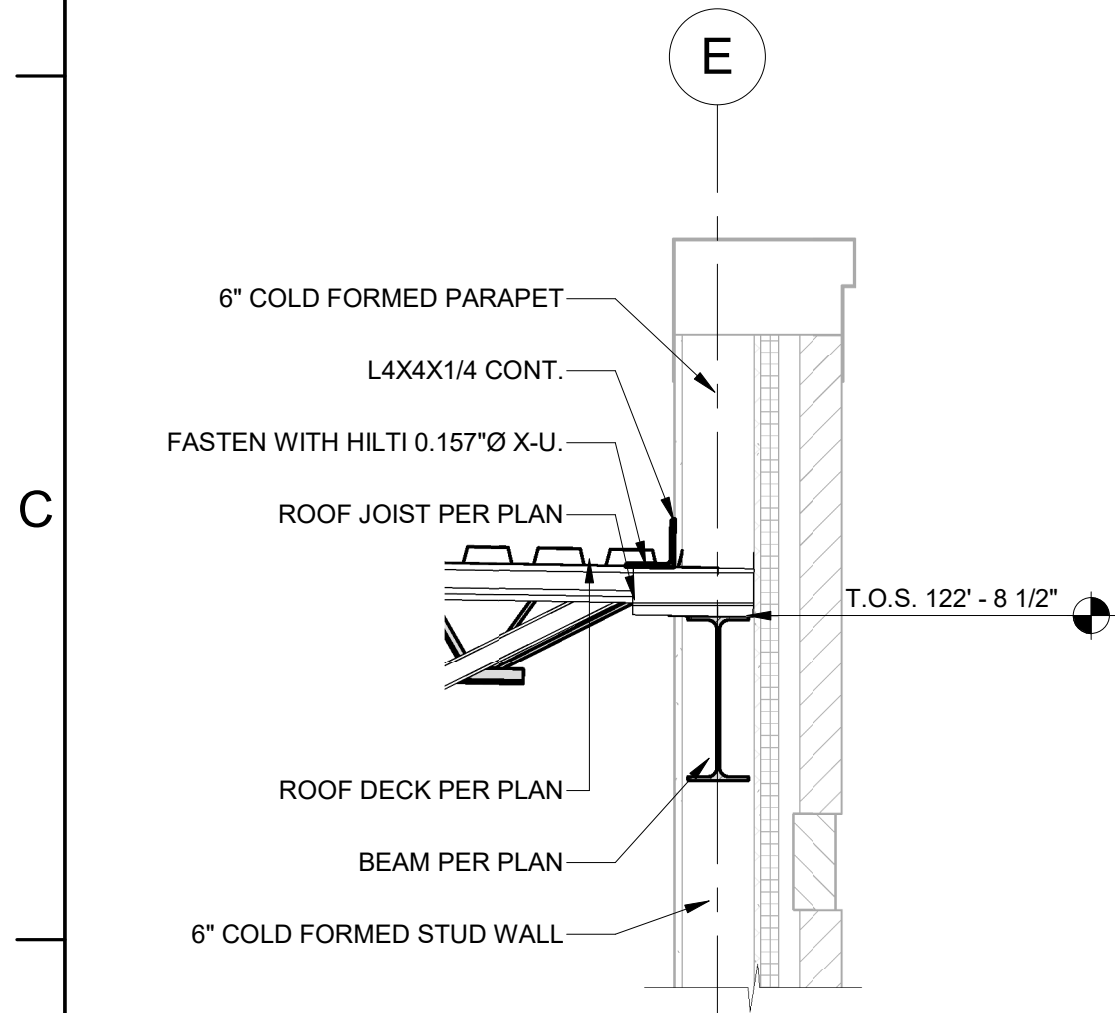 E
6" COLD FORMED PARAPET
L4X4X1/4 CONT.
FASTEN WITH HILTI 0.157"Ø X-U.
C
ROOF JOIST PER PLAN
T.O.S. 122' - 8 1/2"
ROOF DECK PER PLAN
BEAM PER PLAN
6" COLD FORMED STUD WALL